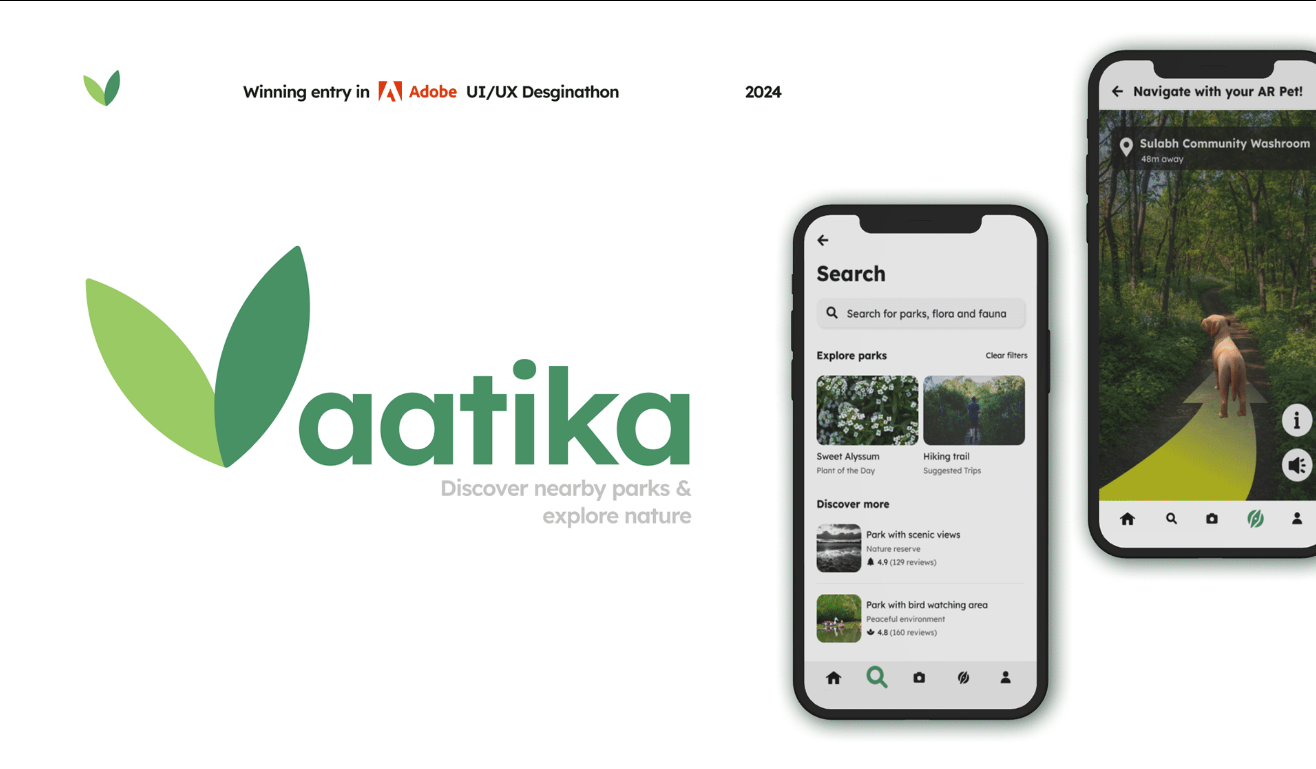 Winning entry in Adobe UI/UX Desginathon
2024
aatika
Discover nearby parks &
explore nature
Search
Search for parks, flora and fauna
Explore parks
Clear filters
Sweet Alyssum
Plant of the Day
Hiking trail
Suggested Trips
Discover more
Park with scenic views
Nature reserve
4.9 (129 reviews)
Park with bird watching area
Peaceful environment
4.8 (160 reviews)
Navigate with your AR Pet!
Sulabh Community Washroom
48m away